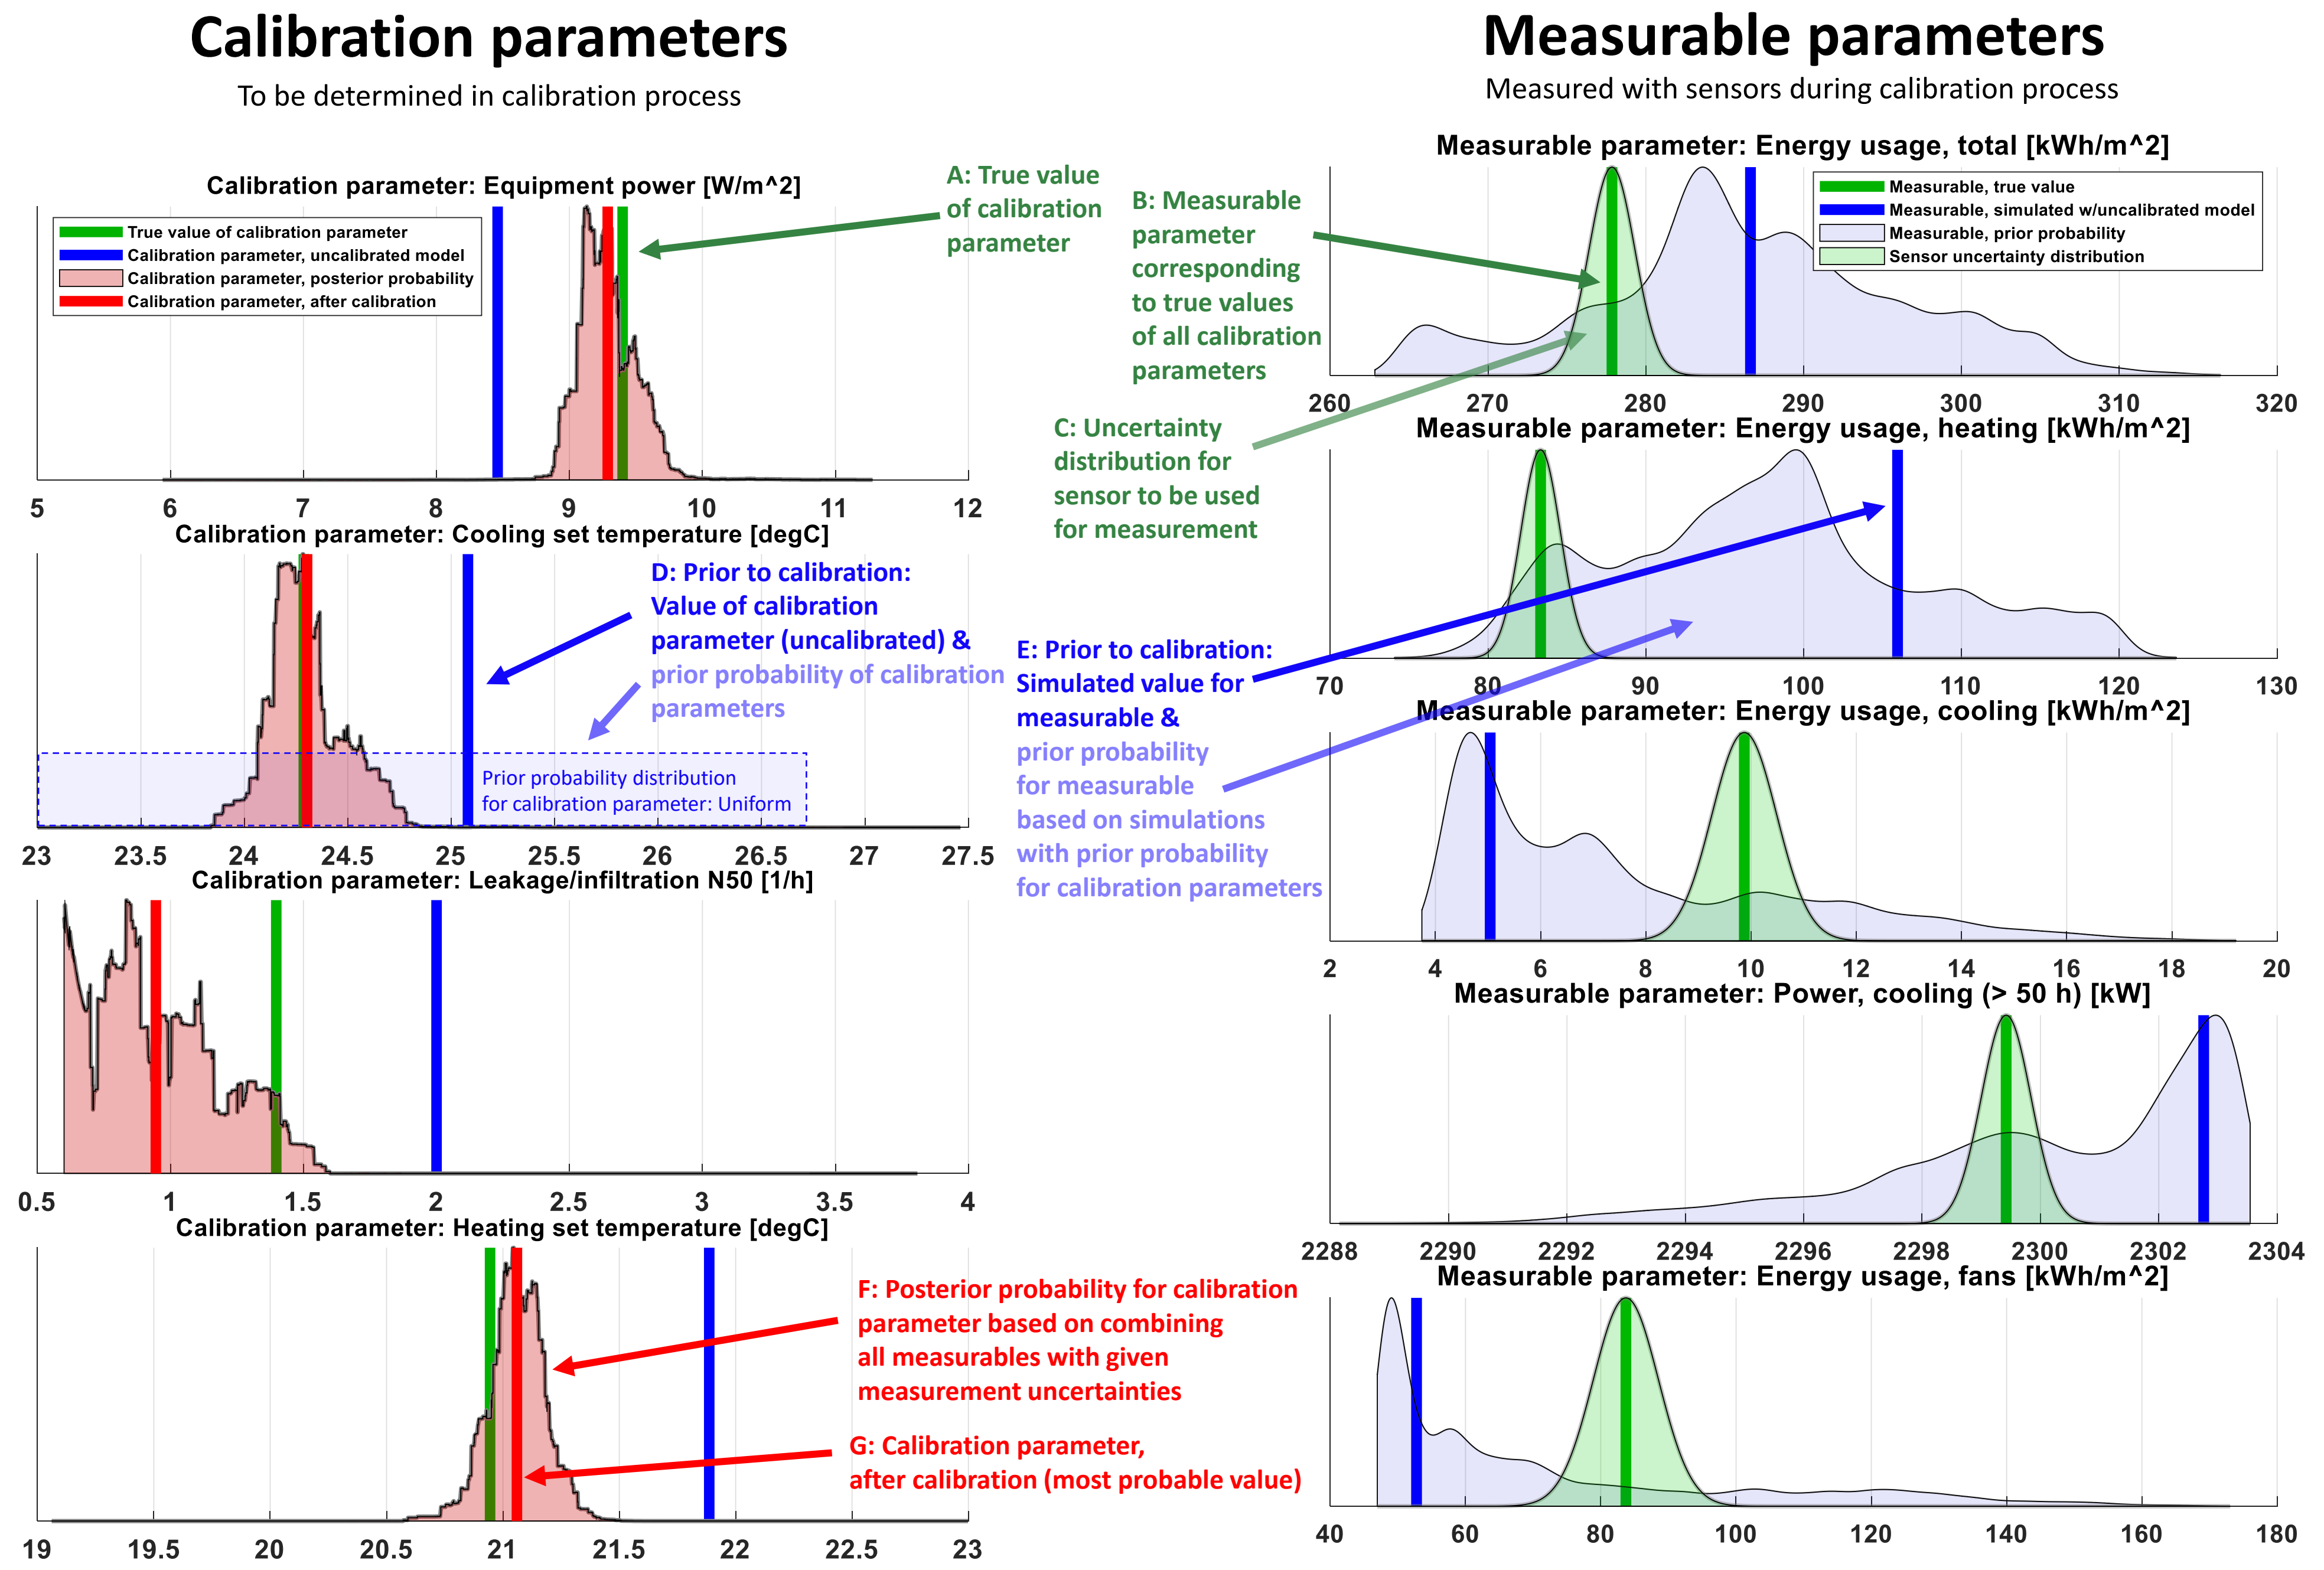 Calibration parameters
To be determined in calibration process
Calibration parameter: Equipment power [W/m^2]
True value of calibration parameter
Calibration parameter, uncalibrated model
Calibration parameter, posterior probability
Calibration parameter, after calibration
5 6 7 8 9 10 11 12
Calibration parameter: Cooling set temperature [degC]
Prior probability distribution
for calibration parameter: Uniform
23 23.5 24 24.5 25 25.5 26 26.5 27 27.5
Calibration parameter: Leakage/infiltration N50 [1/h]
0.5 1 1.5 2 2.5 3 3.5 4
Calibration parameter: Heating set temperature [degC]
19 19.5 20 20.5 21 21.5 22 22.5 23
A: True value
of calibration
parameter
B: Measurable
parameter
corresponding
to true values
of all calibration
parameters
C: Uncertainty
distribution for
sensor to be used
for measurement
D: Prior to calibration:
Value of calibration
parameter (uncalibrated) &
prior probability of calibration
parameters
E: Prior to calibration:
Simulated value for
measurable &
prior probability
for measurable
based on simulations
with prior probability
for calibration parameters
F: Posterior probability for calibration
parameter based on combining
all measurables with given
measurement uncertainties
G: Calibration parameter,
after calibration (most probable value)
Measurable parameters
Measured with sensors during calibration process
Measurable parameter: Energy usage, total [kWh/m^2]
Measurable, true value
Measurable, simulated w/uncalibrated model
Measurable, prior probability
Sensor uncertainty distribution
260 270 280 290 300 310 320
Measurable parameter: Energy usage, heating [kWh/m^2]
70 80 90 100 110 120 130
Measurable parameter: Energy usage, cooling [kWh/m^2]
2 4 6 8 10 12 14 16 18 20
Measurable parameter: Power, cooling (> 50 h) [kW]
2288 2290 2292 2294 2296 2298 2300 2302 2304
Measurable parameter: Energy usage, fans [kWh/m^2]
40 60 80 100 120 140 160 180